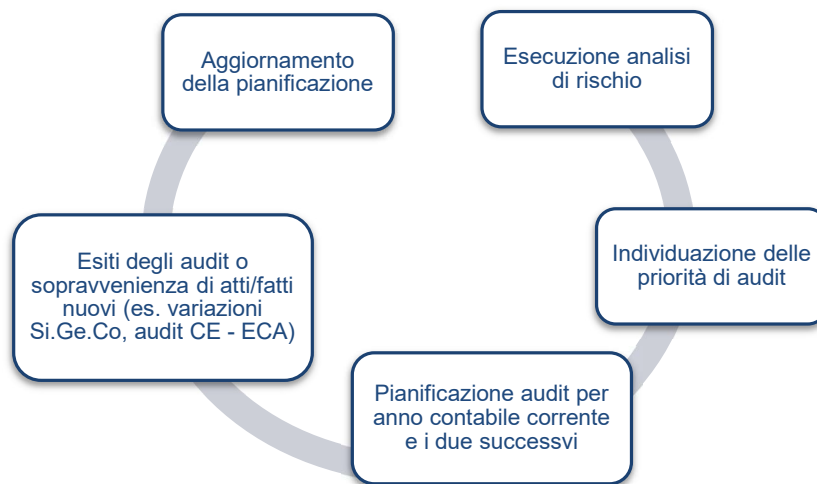 Esecuzione analisi
di rischio
Individuazione delle
priorità di audit
Pianificazione audit per
anno contabile corrente
e i due successvi
Esiti degli audit o
sopravvenienza di atti/fatti
nuovi (es. variazioni
Si.Ge.Co, audit CE - ECA)
Aggiornamento
della pianificazione